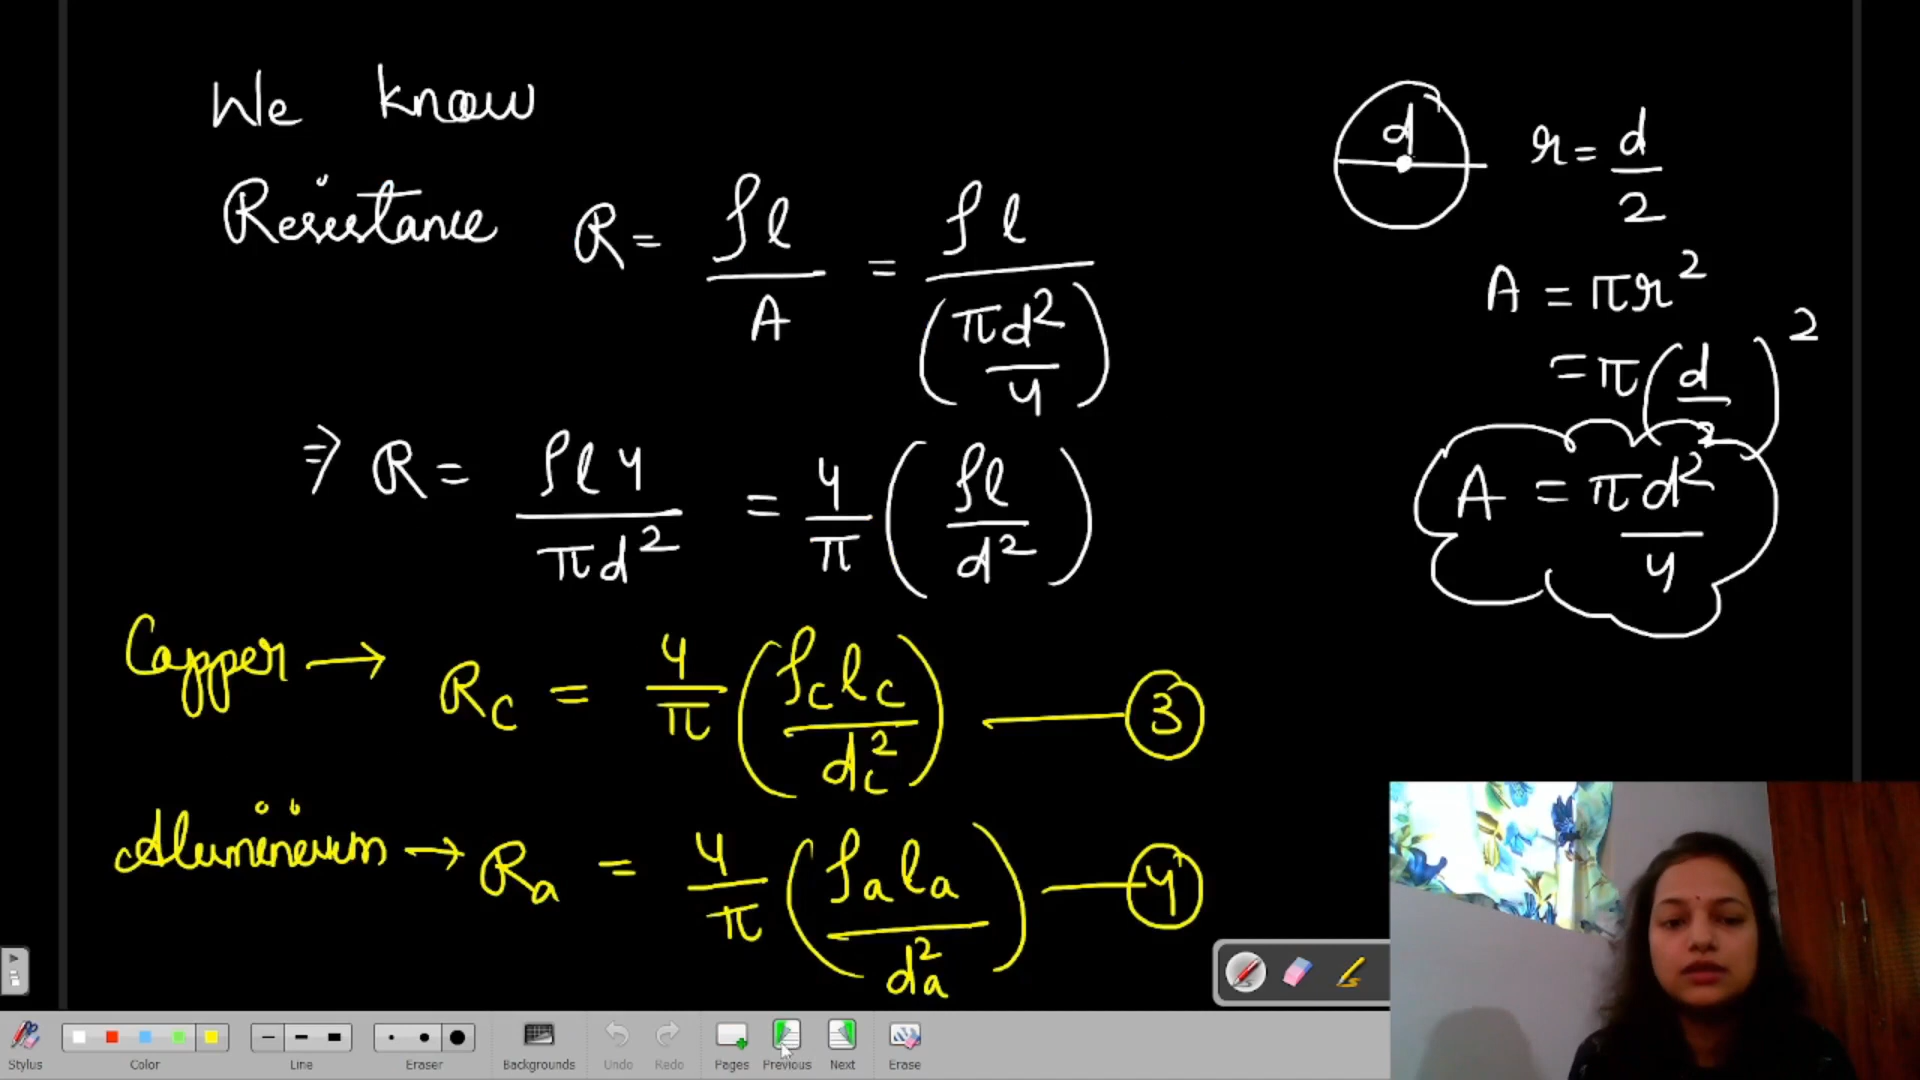 We know
Resistance R = ρl / A = ρl / (πd² / 4)
⇒ R = ρl4 / πd² = 4/π (ρl / d²)
Copper → R_C = 4/π (ρ_C l_C / d_C²) — 3
Aluminium → R_a = 4/π (ρ_a l_a / d_a²) — 4
d
r = d/2
A = πr²
= π(d/2)²
A = πd²/4
Stylus
Color
Line
Eraser
Backgrounds
Undo
Redo
Pages
Previous
Next
Erase